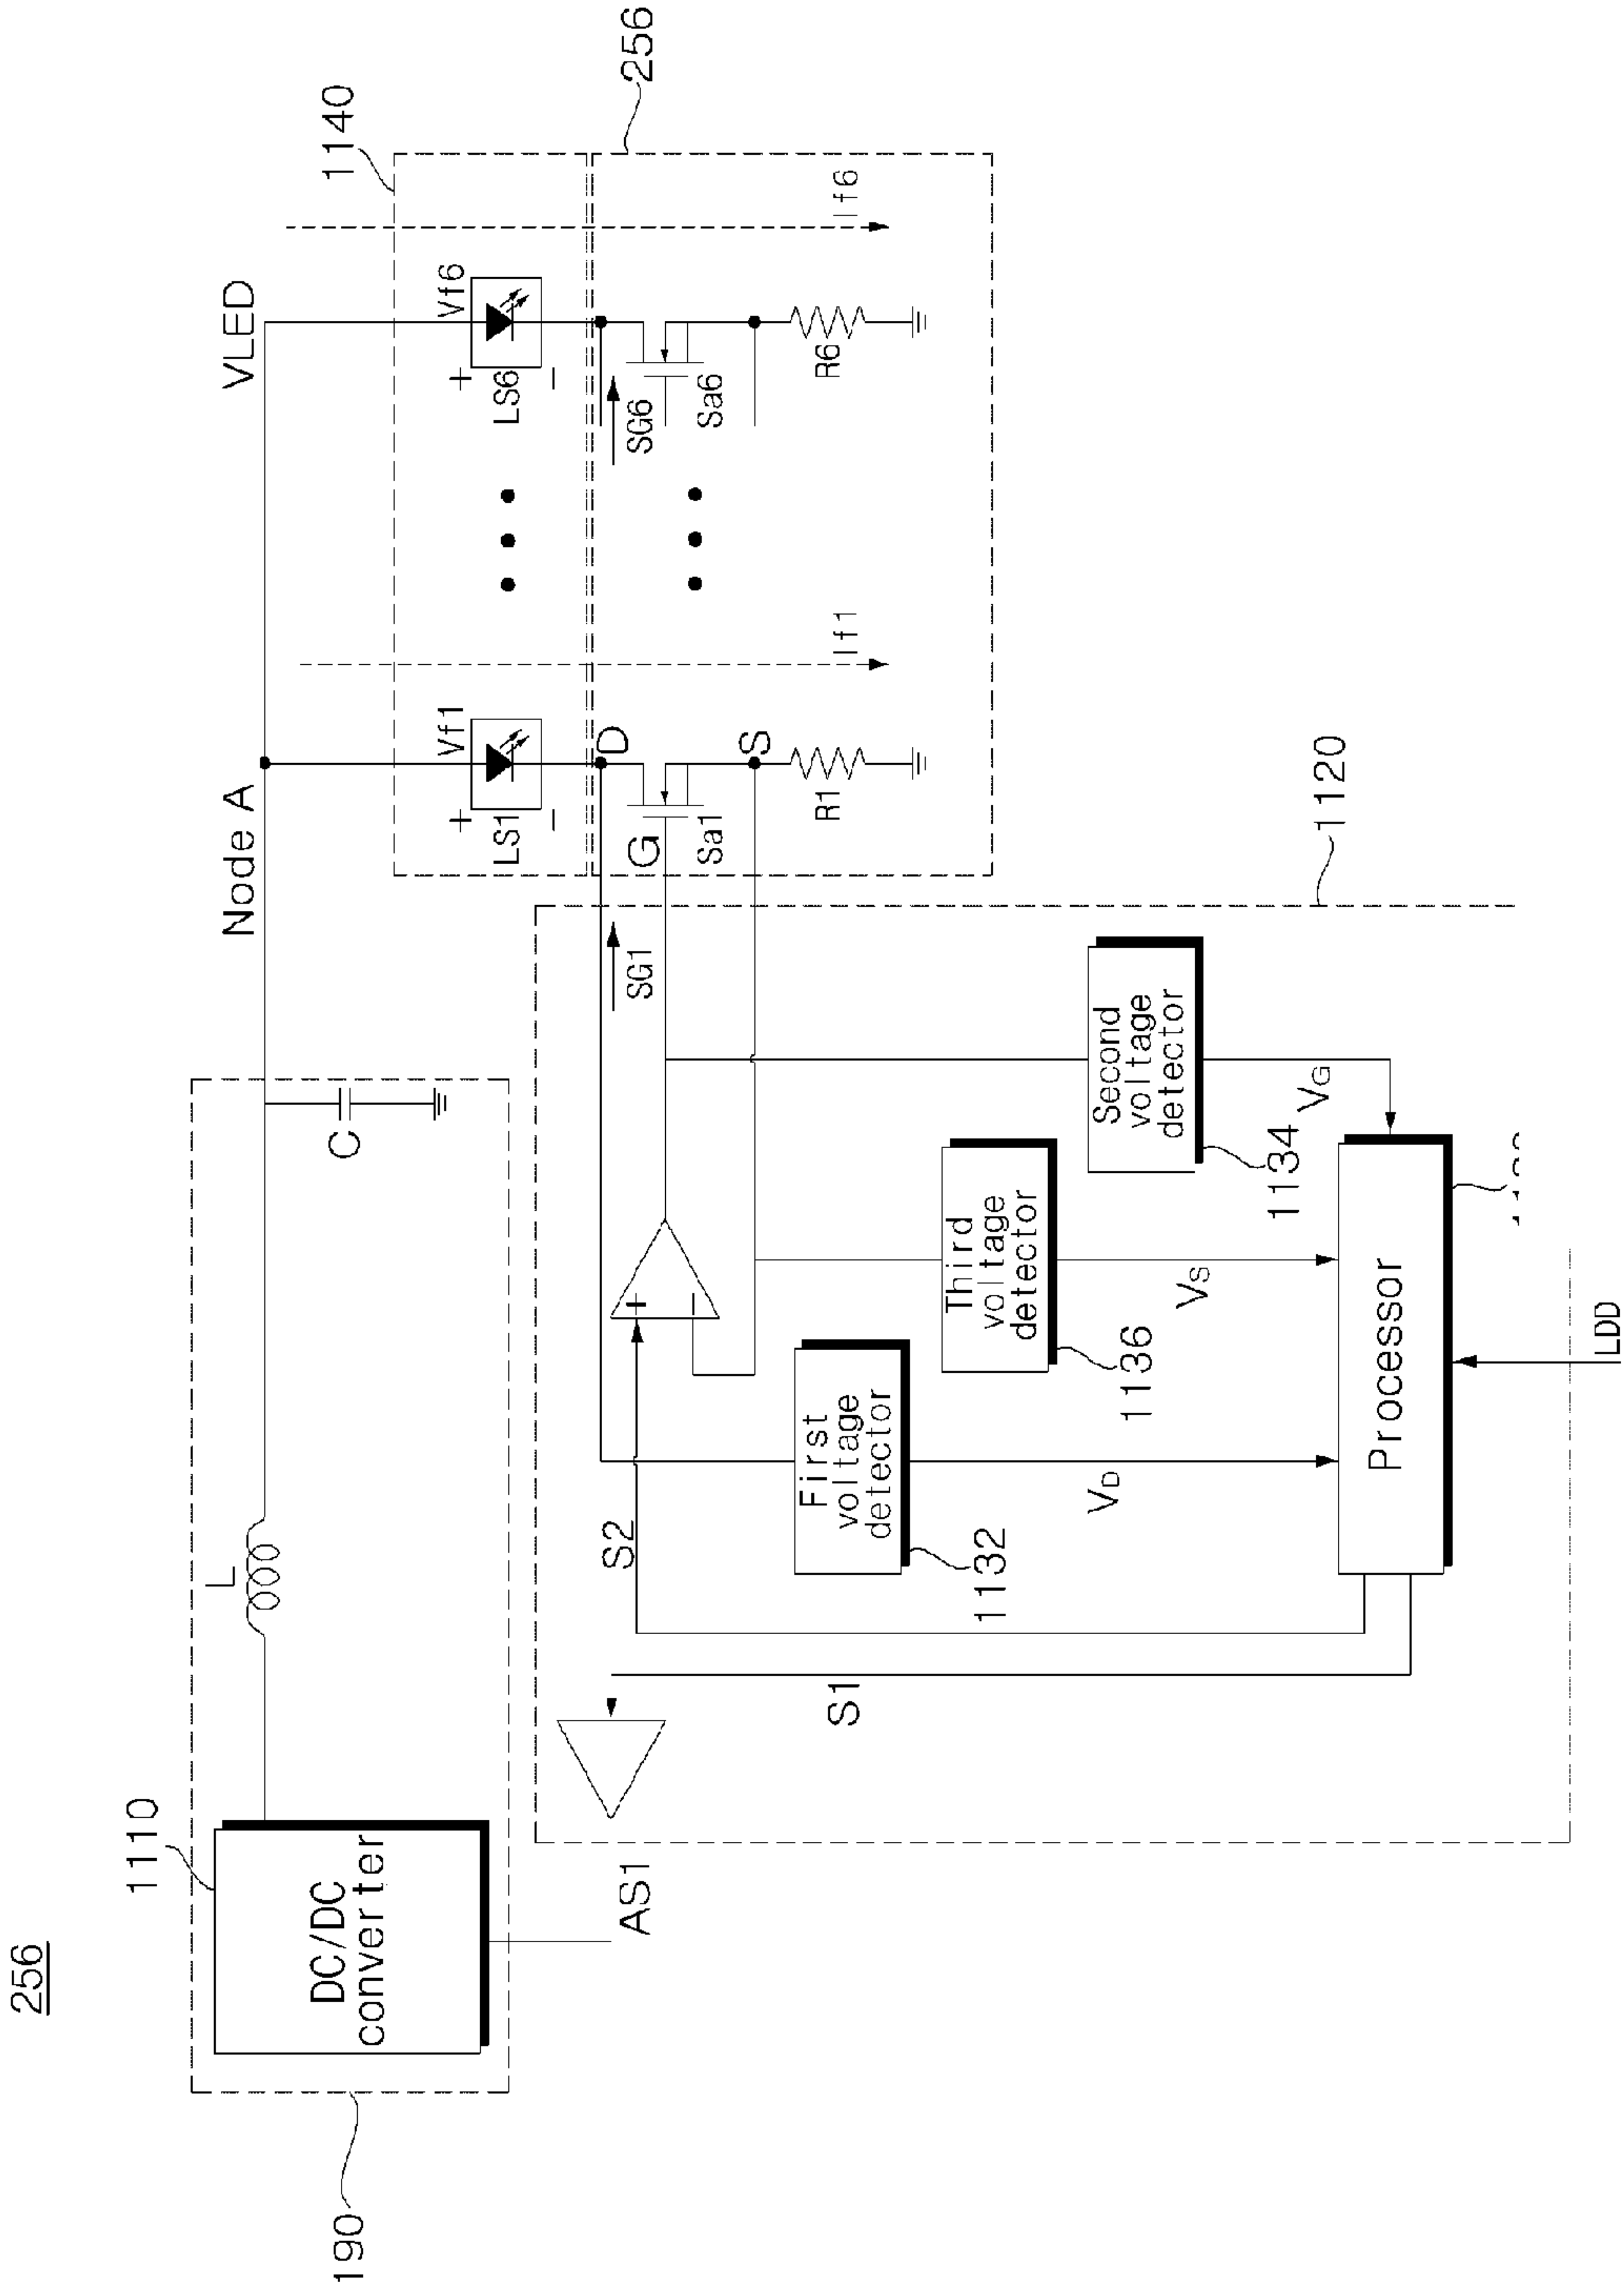 256
190
1110
DC/DC
converter
L
C
Node A
VLED
1140
256
+
Vf1
LS1
−
+
Vf6
LS6
−
If1
If6
D
G
S
Sa1
R1
SG1
SG6
Sa6
R6
AS1
S1
S2
+
−
First
voltage
detector
1132
VD
Third
voltage
detector
1136
VS
Second
voltage
detector
1134
VG
Processor
1120
LDD